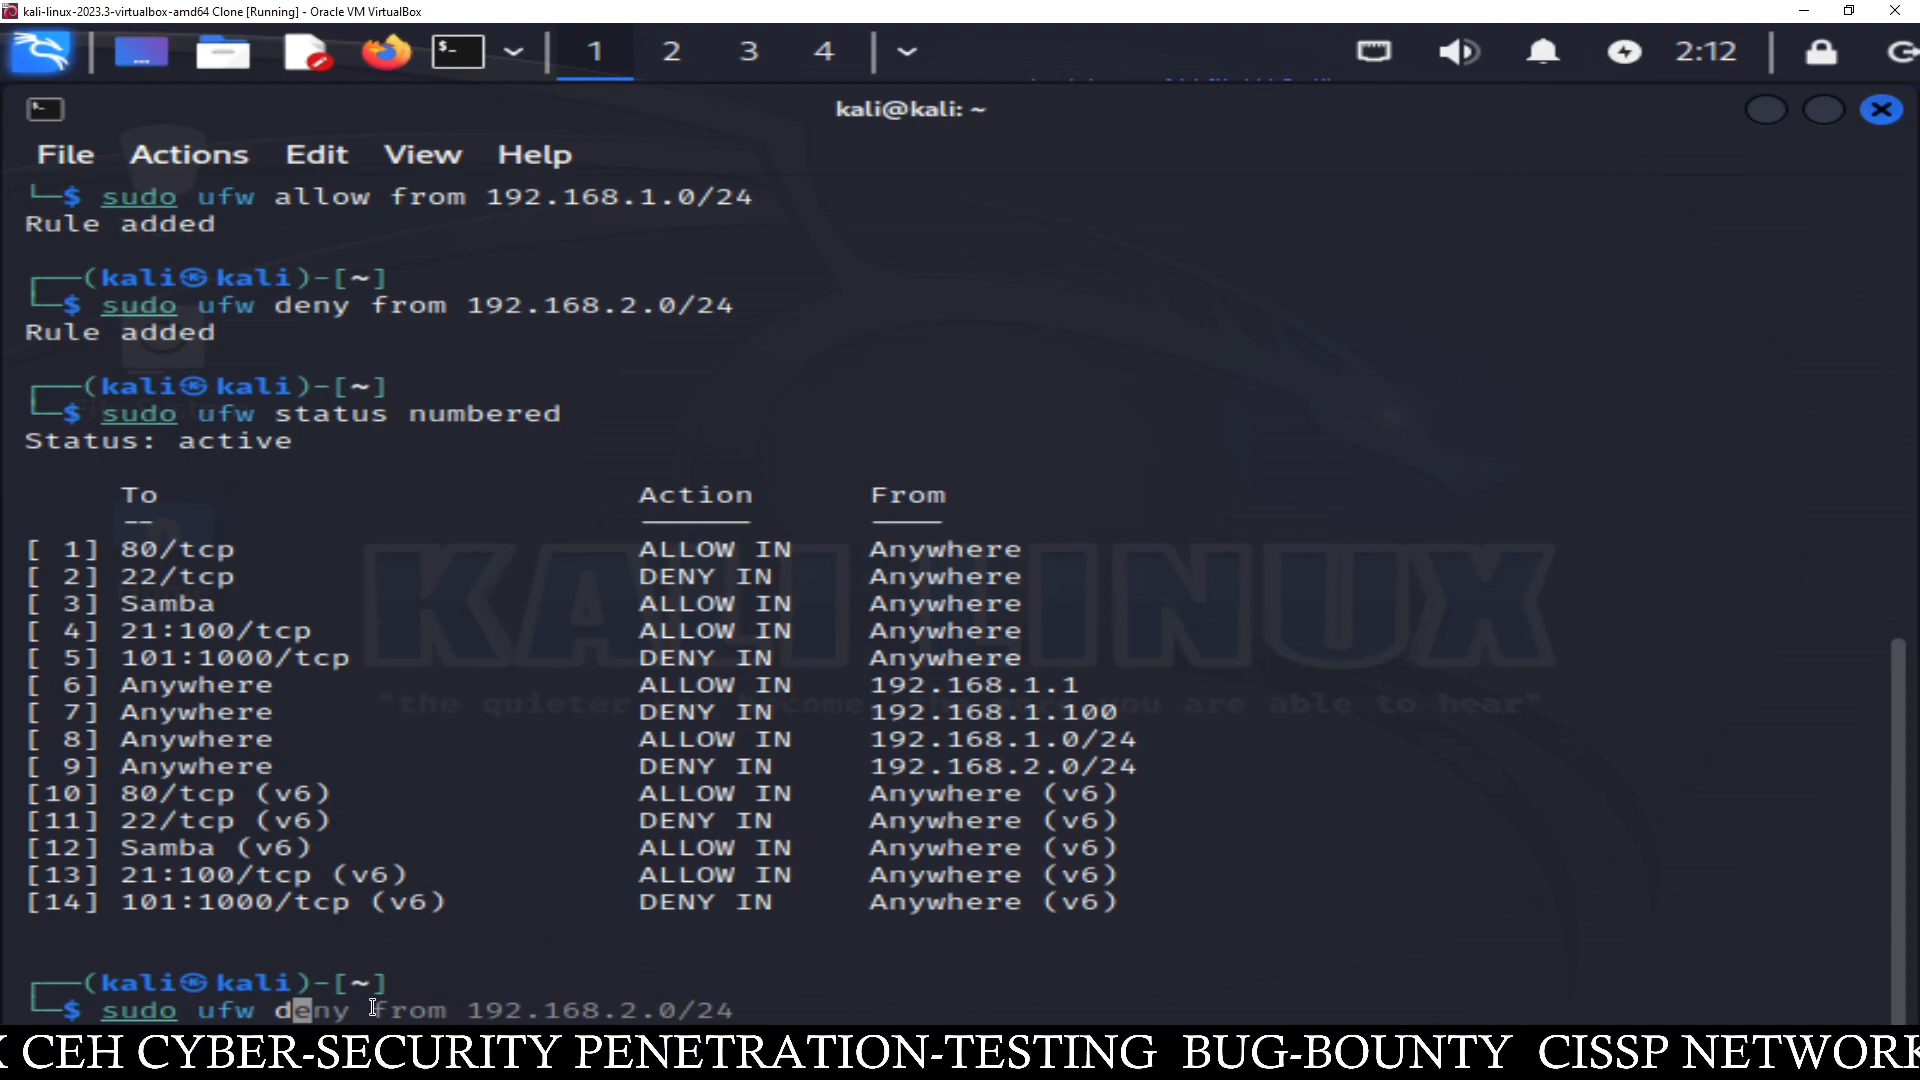 kali-linux-2023.3-virtualbox-amd64 Clone [Running] - Oracle VM VirtualBox
1 2 3 4 2:12
kali@kali: ~
File Actions Edit View Help
└─$ sudo ufw allow from 192.168.1.0/24
Rule added
┌──(kali㉿kali)-[~]
└─$ sudo ufw deny from 192.168.2.0/24
Rule added
┌──(kali㉿kali)-[~]
└─$ sudo ufw status numbered
Status: active
To Action From
-- ------ ----
[ 1] 80/tcp ALLOW IN Anywhere
[ 2] 22/tcp DENY IN Anywhere
[ 3] Samba ALLOW IN Anywhere
[ 4] 21:100/tcp ALLOW IN Anywhere
[ 5] 101:1000/tcp DENY IN Anywhere
[ 6] Anywhere ALLOW IN 192.168.1.1
[ 7] Anywhere DENY IN 192.168.1.100
[ 8] Anywhere ALLOW IN 192.168.1.0/24
[ 9] Anywhere DENY IN 192.168.2.0/24
[10] 80/tcp (v6) ALLOW IN Anywhere (v6)
[11] 22/tcp (v6) DENY IN Anywhere (v6)
[12] Samba (v6) ALLOW IN Anywhere (v6)
[13] 21:100/tcp (v6) ALLOW IN Anywhere (v6)
[14] 101:1000/tcp (v6) DENY IN Anywhere (v6)
┌──(kali㉿kali)-[~]
└─$ sudo ufw deny from 192.168.2.0/24
KALI LINUX
"the quieter you are able to hear"
X CEH CYBER-SECURITY PENETRATION-TESTING BUG-BOUNTY CISSP NETWORK